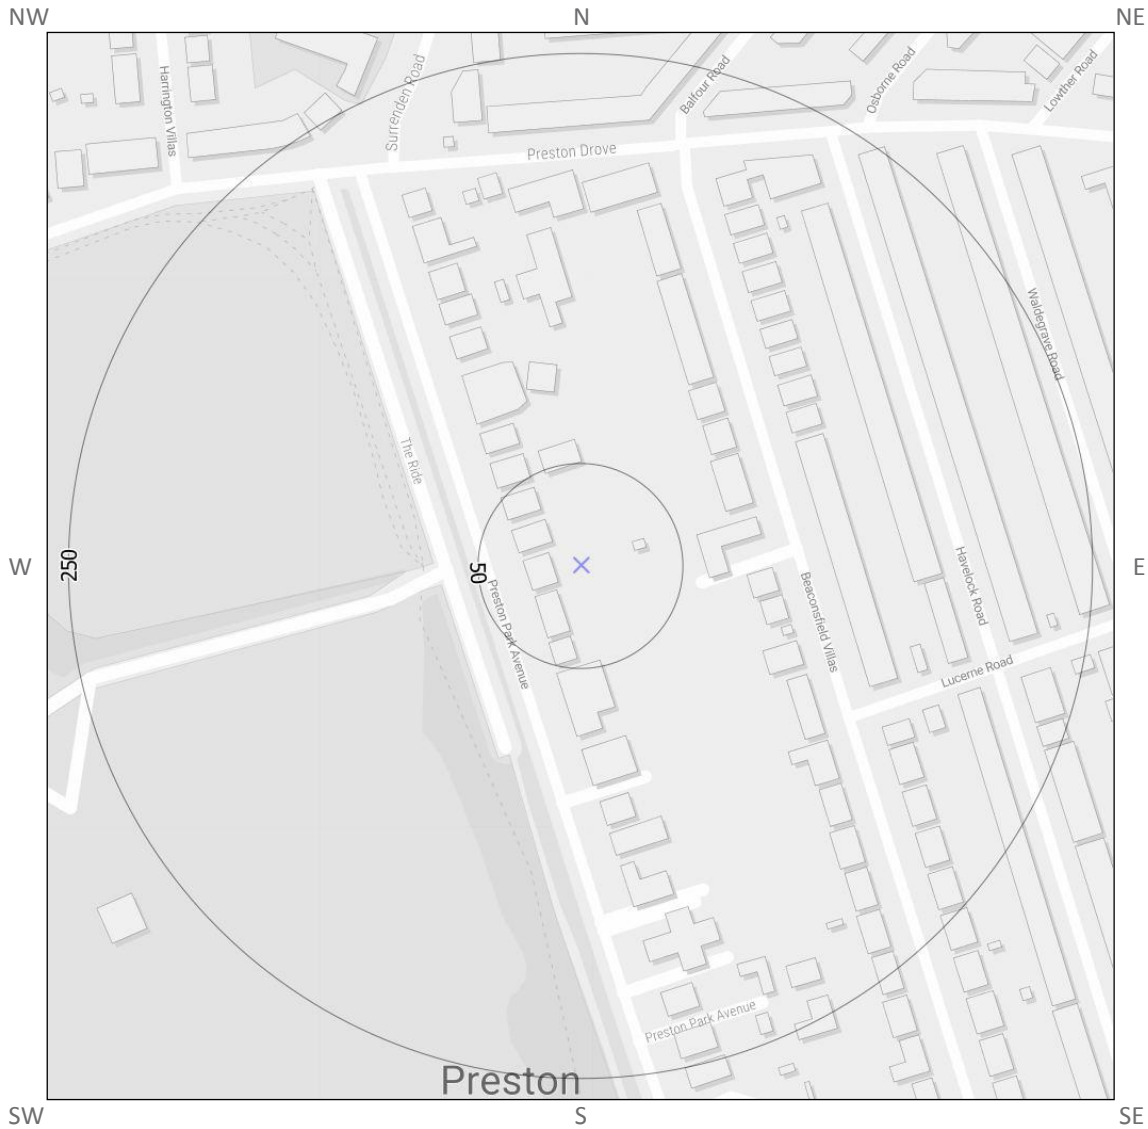 NW N NE
Harrington Villas
Surrenden Road
Balfour Road
Osborne Road
Lowther Road
Preston Drove
Waldegrave Road
The Ride
W
250
50
E
Preston Park Avenue
Beaconsfield Villas
Havelock Road
Lucerne Road
Preston Park Avenue
Preston
SW S SE